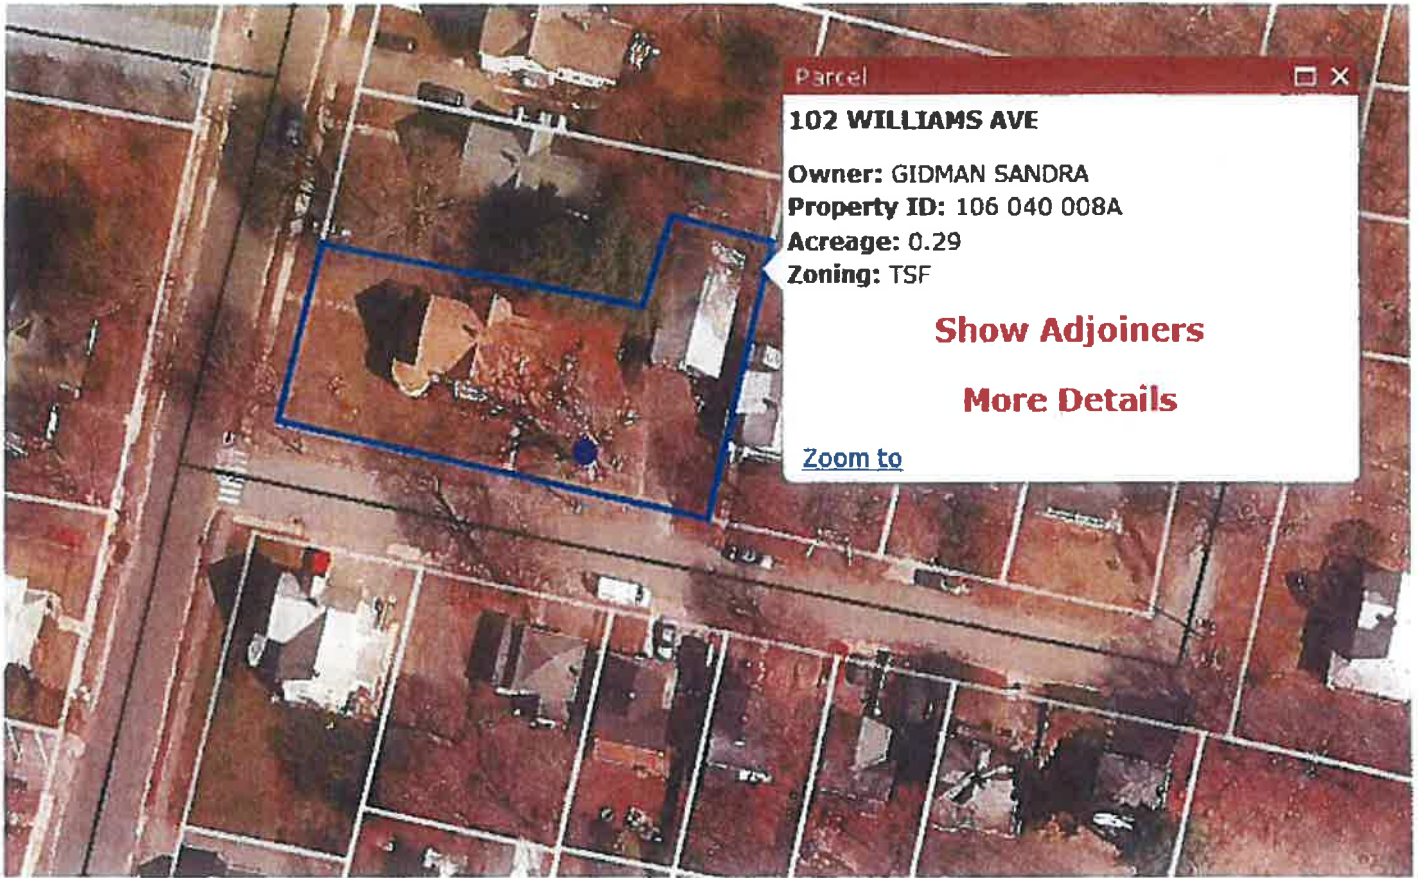 Parcel
102 WILLIAMS AVE
Owner: GIDMAN SANDRA
Property ID: 106 040 008A
Acreage: 0.29
Zoning: TSF
Show Adjoiners
More Details
Zoom to